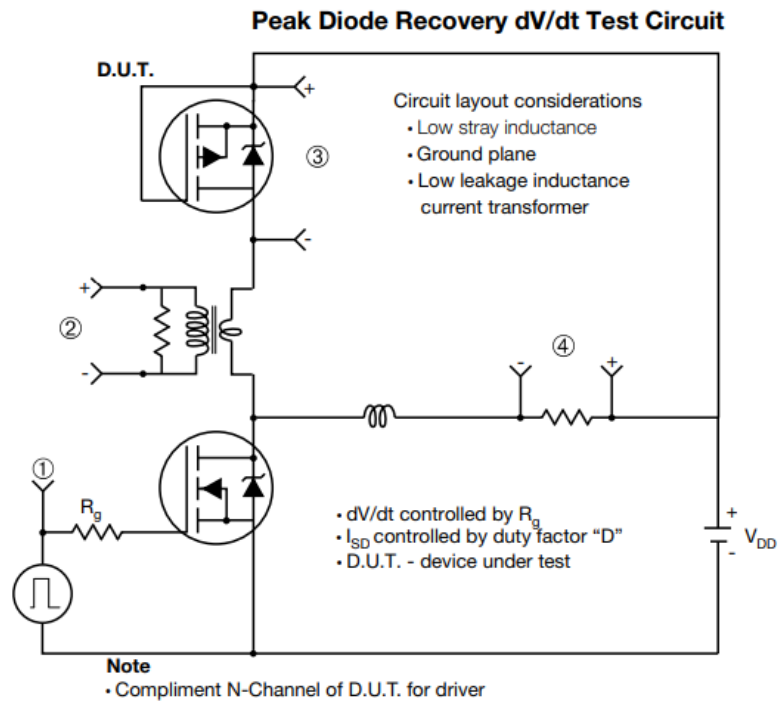 Peak Diode Recovery dV/dt Test Circuit
D.U.T.
+
Circuit layout considerations
• Low stray inductance
• Ground plane
• Low leakage inductance
current transformer
③
-
+
②
-
④
-
+
①
Rg
• dV/dt controlled by Rg
• ISD controlled by duty factor “D”
• D.U.T. - device under test
+
VDD
-
Note
• Compliment N-Channel of D.U.T. for driver